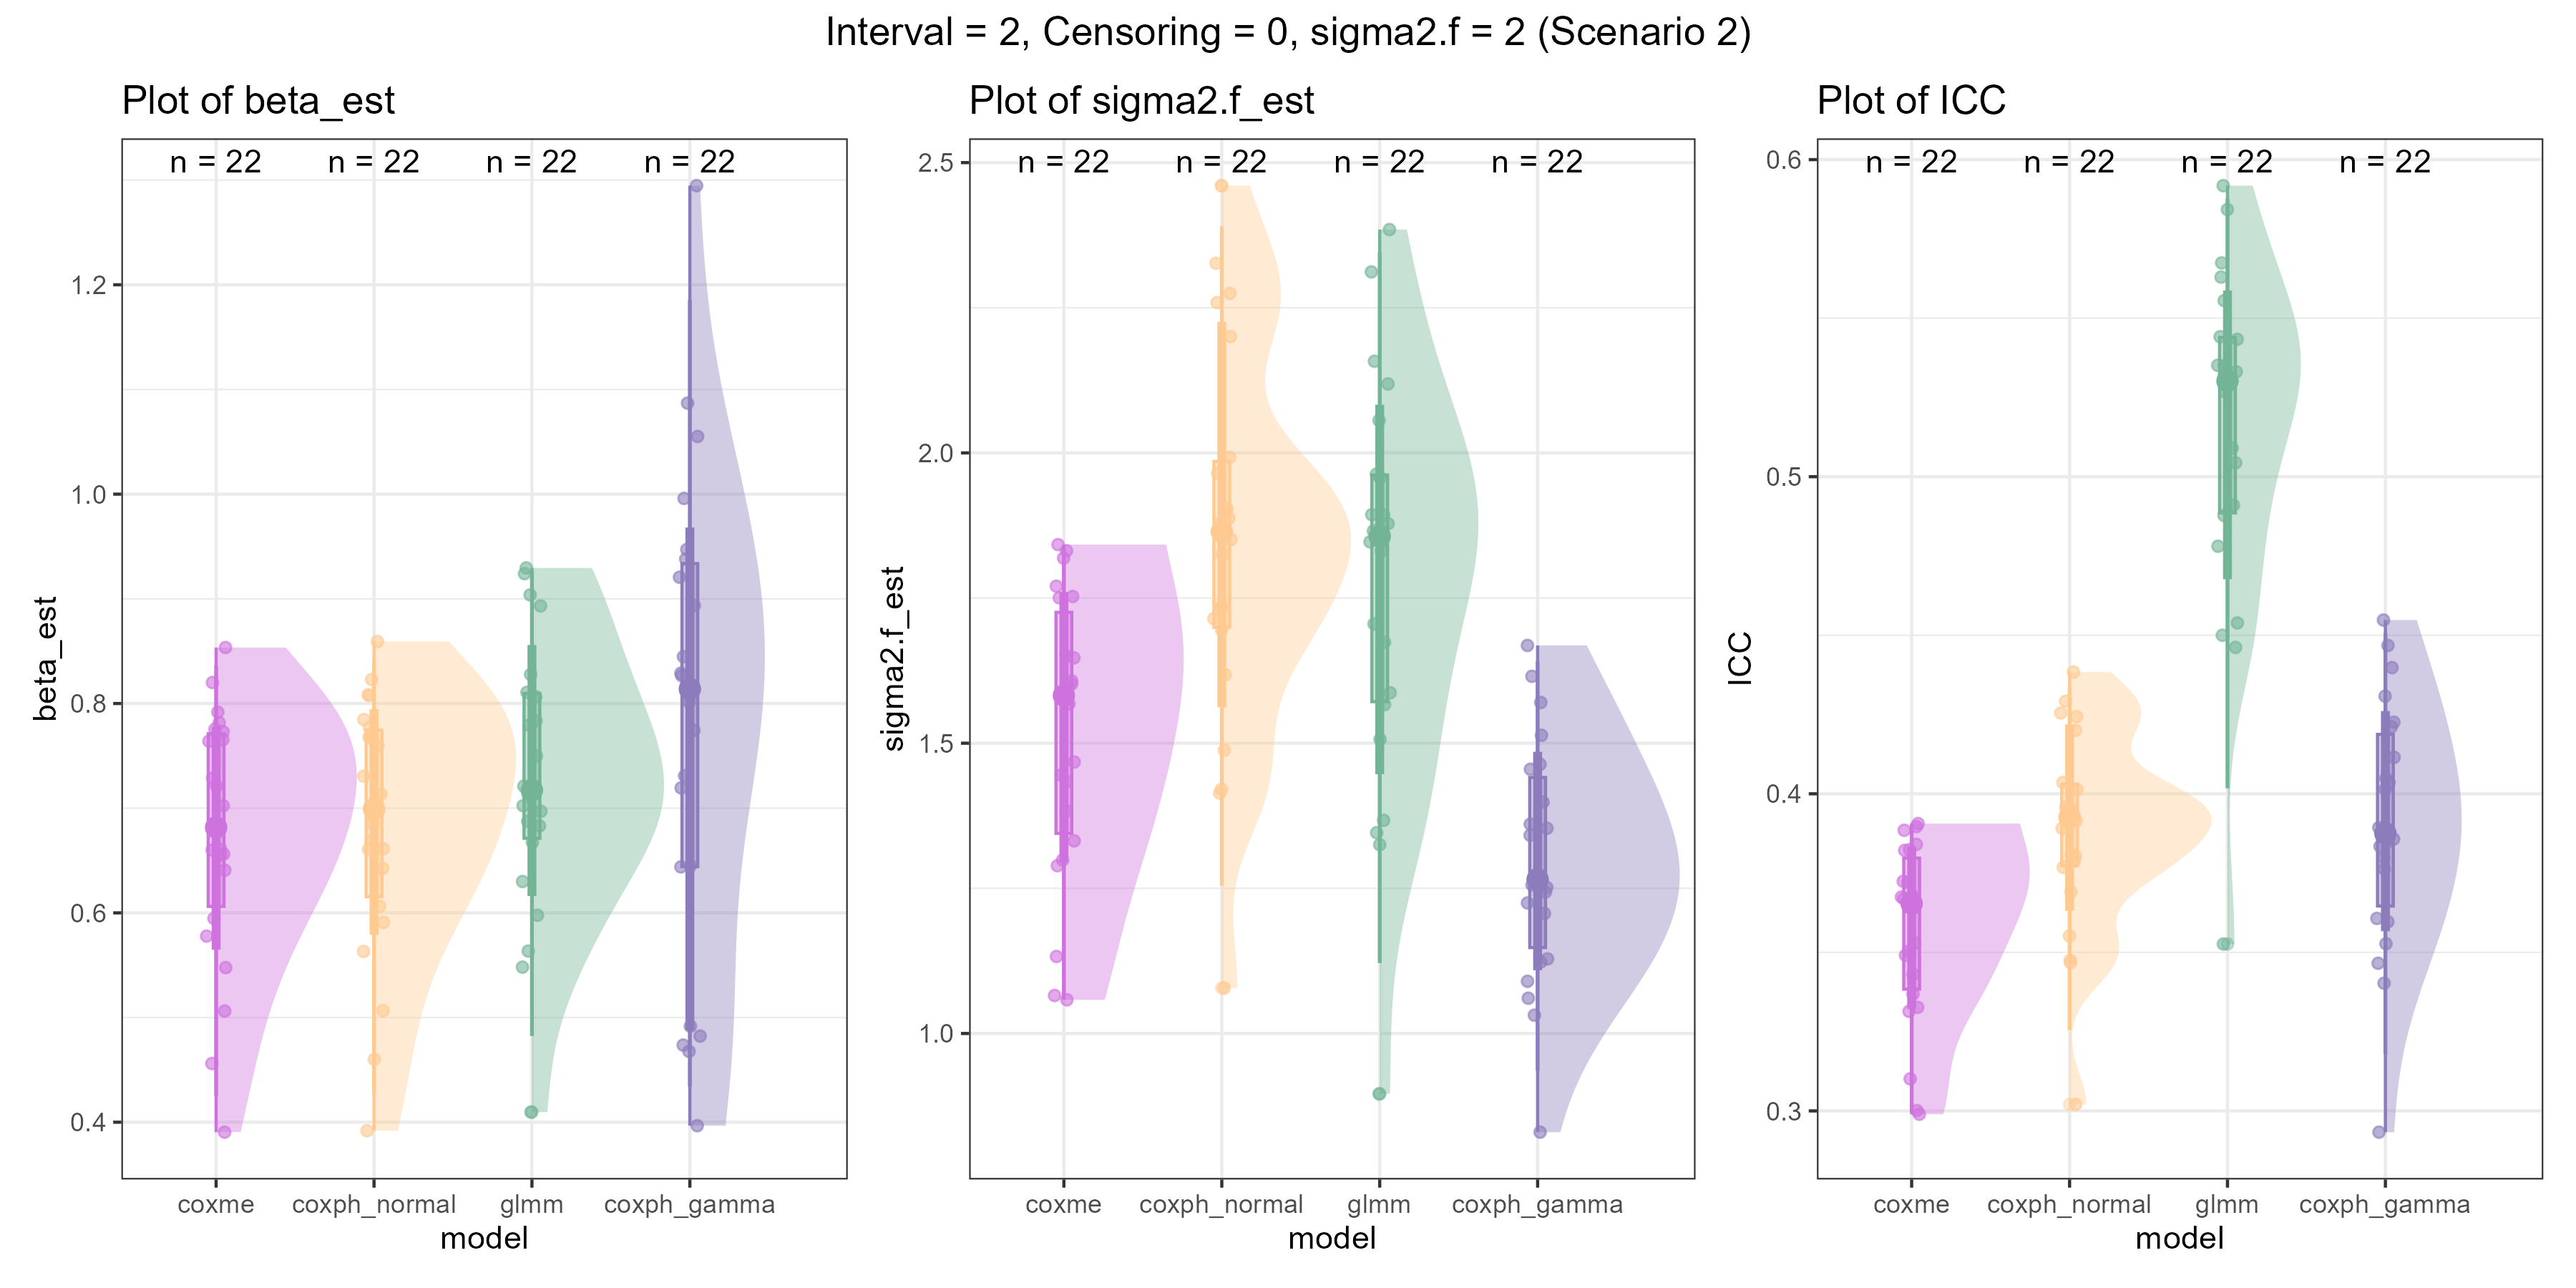 Interval = 2, Censoring = 0, sigma2.f = 2 (Scenario 2)
Plot of beta_est
n = 22 n = 22 n = 22 n = 22
1.2
1.0
0.8
0.6
0.4
beta_est
coxme coxph_normal glmm coxph_gamma
model
Plot of sigma2.f_est
n = 22 n = 22 n = 22 n = 22
2.5
2.0
1.5
1.0
sigma2.f_est
coxme coxph_normal glmm coxph_gamma
model
Plot of ICC
n = 22 n = 22 n = 22 n = 22
0.6
0.5
0.4
0.3
ICC
coxme coxph_normal glmm coxph_gamma
model